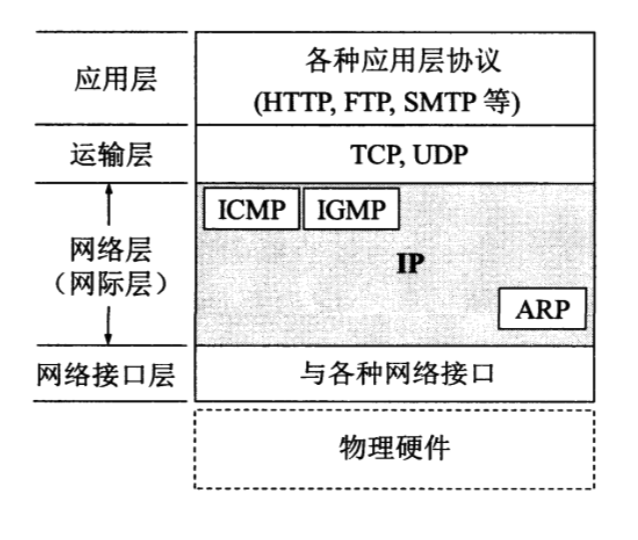 应用层
各种应用层协议
(HTTP, FTP, SMTP 等)
运输层
TCP, UDP
ICMP
IGMP
网络层
（网际层）
IP
ARP
网络接口层
与各种网络接口
物理硬件